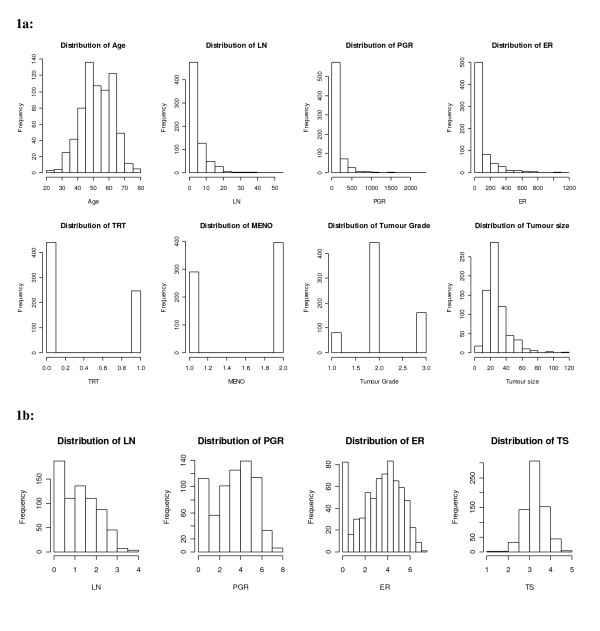 1a:
Distribution of Age
Distribution of LN
Distribution of PGR
Distribution of ER
Frequency
0 20 40 60 80 100 120 140
20 30 40 50 60 70 80
Age
Frequency
0 100 200 300 400
0 10 20 30 40 50
LN
Frequency
0 100 200 300 400 500
0 500 1000 1500 2000
PGR
Frequency
0 100 200 300 400 500
0 200 400 600 800 1200
ER
Distribution of TRT
Distribution of MENO
Distribution of Tumour Grade
Distribution of Tumour size
Frequency
0 100 200 300 400
0.0 0.2 0.4 0.6 0.8 1.0
TRT
Frequency
0 100 200 300 400
1.0 1.2 1.4 1.6 1.8 2.0
MENO
Frequency
0 100 200 300 400
1.0 1.5 2.0 2.5 3.0
Tumour Grade
Frequency
0 50 100 150 200 250
0 20 40 60 80 100 120
Tumour size
1b:
Distribution of LN
Distribution of PGR
Distribution of ER
Distribution of TS
Frequency
0 50 100 150
0 1 2 3 4
LN
Frequency
0 20 60 100 140
0 2 4 6 8
PGR
Frequency
0 20 40 60 80
0 2 4 6
ER
Frequency
0 50 150 250
1 2 3 4 5
TS